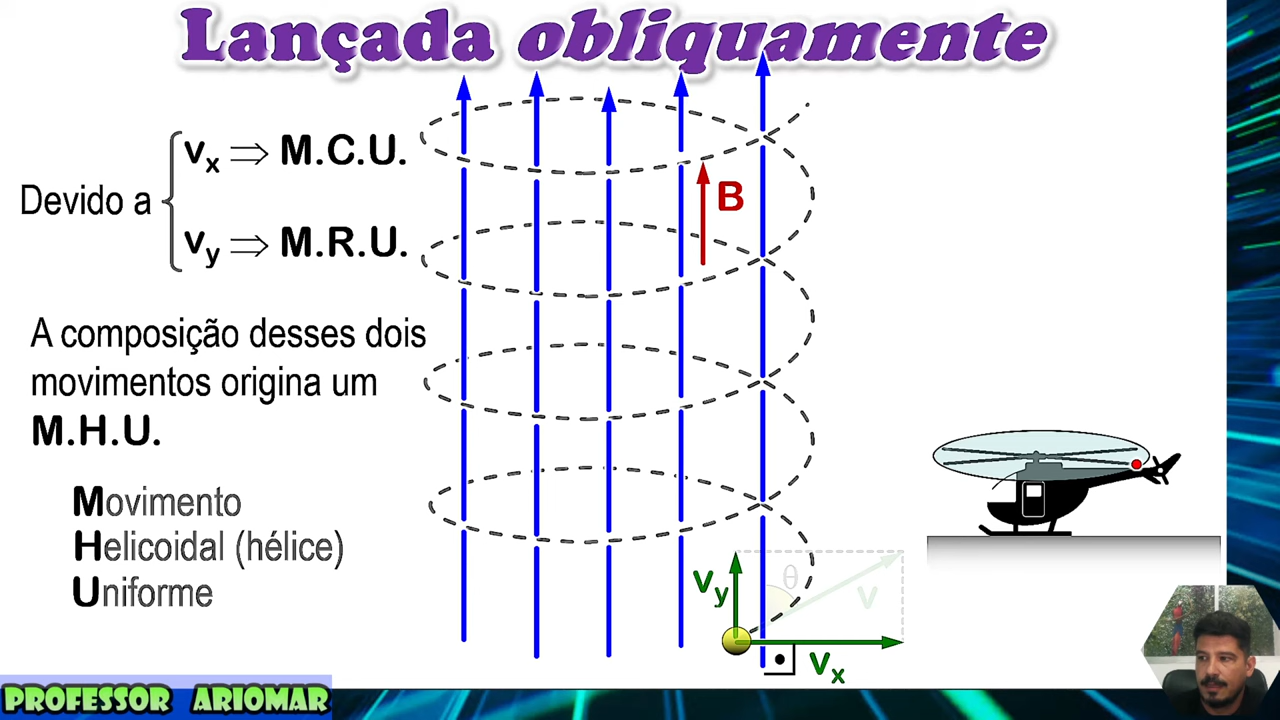 Lançada obliquamente
Devido a
vx ⇒ M.C.U.
vy ⇒ M.R.U.
A composição desses dois
movimentos origina um
M.H.U.
Movimento
Helicoidal (hélice)
Uniforme
B
vy
θ
v
vx
PROFESSOR ARIOMAR